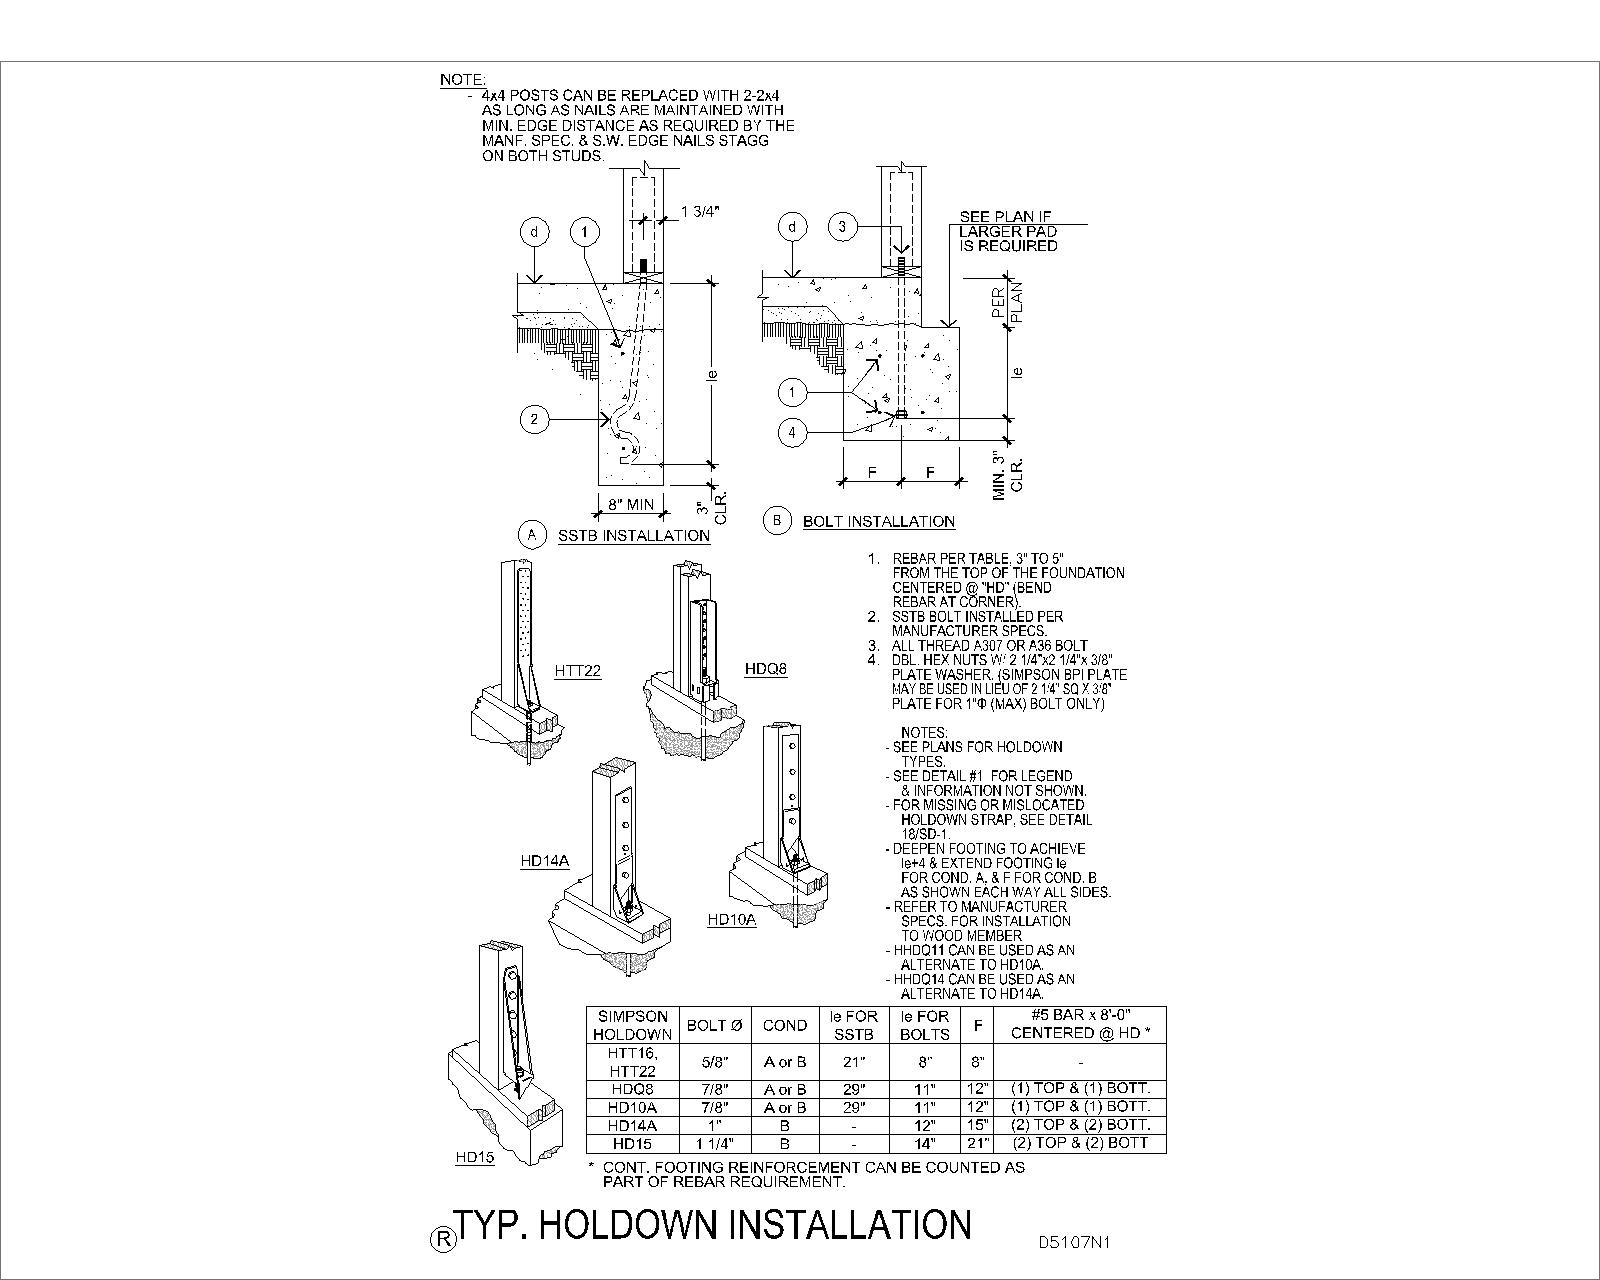 NOTE:
- 4x4 POSTS CAN BE REPLACED WITH 2-2x4
AS LONG AS NAILS ARE MAINTAINED WITH
MIN. EDGE DISTANCE AS REQUIRED BY THE
MANF. SPEC. & S.W. EDGE NAILS STAGG
ON BOTH STUDS.
1 3/4"
d
1
2
le
8" MIN
3" CLR.
A SSTB INSTALLATION
d
3
SEE PLAN IF
LARGER PAD
IS REQUIRED
PER
PLAN
le
1
4
F F
MIN. 3"
CLR.
B BOLT INSTALLATION
HTT22
HDQ8
HD14A
HD10A
HD15
1. REBAR PER TABLE, 3" TO 5"
FROM THE TOP OF THE FOUNDATION
CENTERED @ "HD" (BEND
REBAR AT CORNER).
2. SSTB BOLT INSTALLED PER
MANUFACTURER SPECS.
3. ALL THREAD A307 OR A36 BOLT
4. DBL. HEX NUTS W/ 2 1/4"x2 1/4"x 3/8"
PLATE WASHER. (SIMPSON BPI PLATE
MAY BE USED IN LIEU OF 2 1/4" SQ X 3/8"
PLATE FOR 1"Φ (MAX) BOLT ONLY)
NOTES:
- SEE PLANS FOR HOLDOWN
TYPES.
- SEE DETAIL #1 FOR LEGEND
& INFORMATION NOT SHOWN.
- FOR MISSING OR MISLOCATED
HOLDOWN STRAP, SEE DETAIL
18/SD-1.
- DEEPEN FOOTING TO ACHIEVE
le+4 & EXTEND FOOTING le
FOR COND. A, & F FOR COND. B
AS SHOWN EACH WAY ALL SIDES.
- REFER TO MANUFACTURER
SPECS. FOR INSTALLATION
TO WOOD MEMBER
- HHDQ11 CAN BE USED AS AN
ALTERNATE TO HD10A.
- HHDQ14 CAN BE USED AS AN
ALTERNATE TO HD14A.
SIMPSON HOLDOWN BOLT Ø COND le FOR SSTB le FOR BOLTS F #5 BAR x 8'-0" CENTERED @ HD *
HTT16, HTT22 5/8" A or B 21" 8" 8" -
HDQ8 7/8" A or B 29" 11" 12" (1) TOP & (1) BOTT.
HD10A 7/8" A or B 29" 11" 12" (1) TOP & (1) BOTT.
HD14A 1" B - 12" 15" (2) TOP & (2) BOTT.
HD15 1 1/4" B - 14" 21" (2) TOP & (2) BOTT
* CONT. FOOTING REINFORCEMENT CAN BE COUNTED AS
PART OF REBAR REQUIREMENT.
R TYP. HOLDOWN INSTALLATION
D5107N1